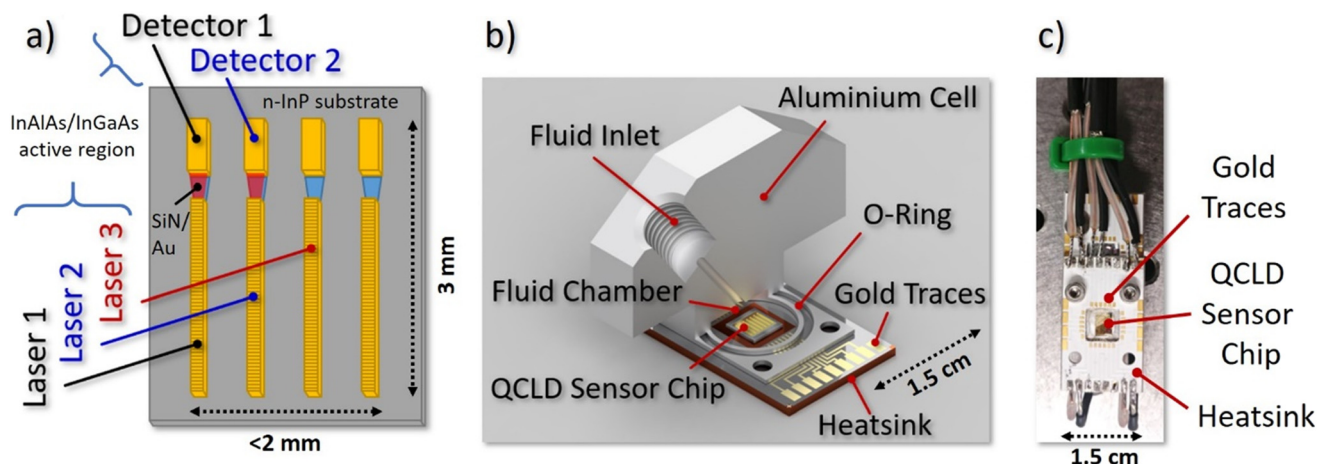 a)
Detector 1
Detector 2
n-InP substrate
InAlAs/InGaAs
active region
SiN/
Au
Laser 1
Laser 2
Laser 3
3 mm
<2 mm
b)
Aluminium Cell
Fluid Inlet
O-Ring
Fluid Chamber
Gold Traces
QCLD Sensor Chip
1.5 cm
Heatsink
c)
Gold
Traces
QCLD
Sensor
Chip
Heatsink
1.5 cm